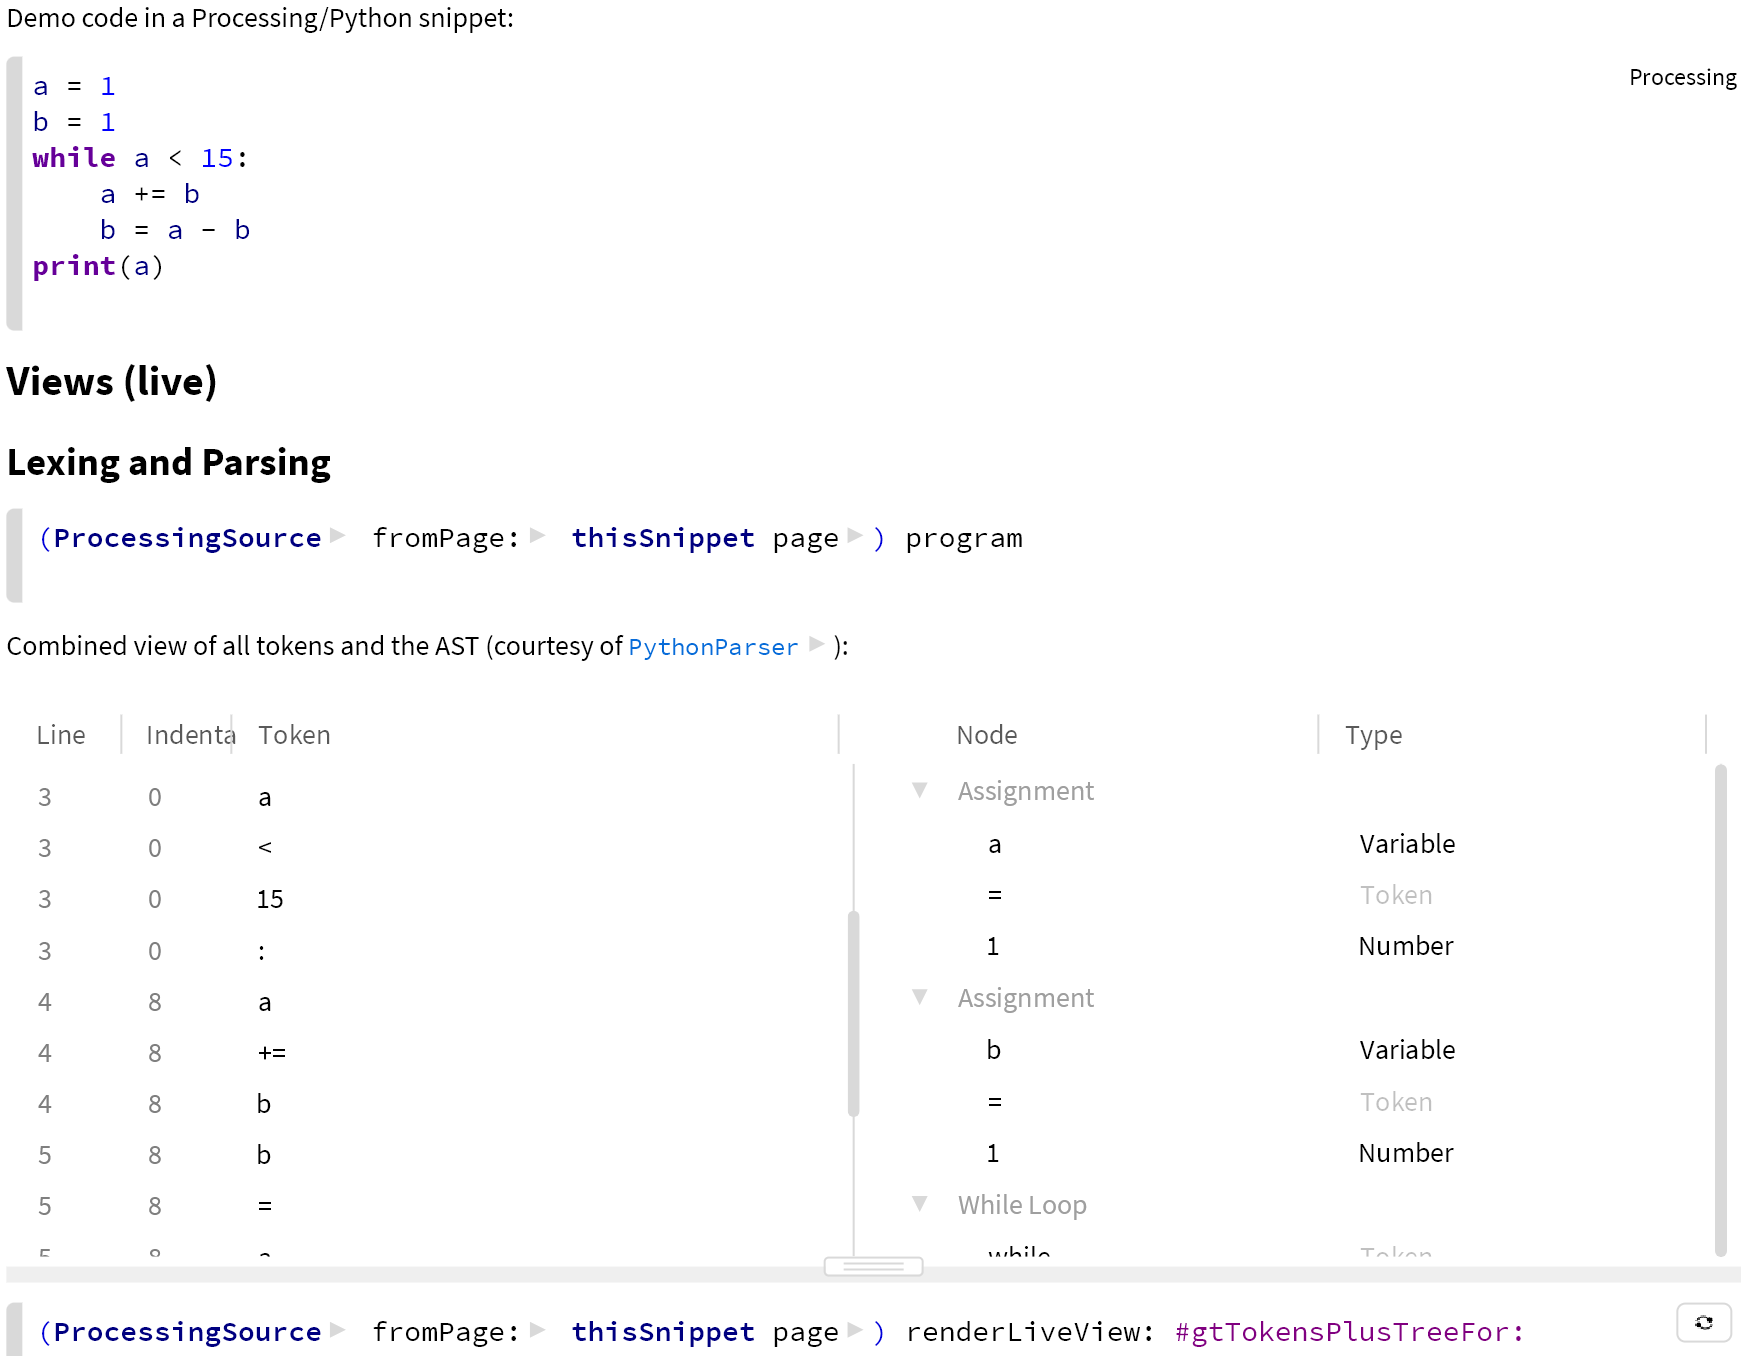 Demo code in a Processing/Python snippet:
a = 1
Processing
b = 1
while a < 15:
    a += b
    b = a - b
print(a)
Views (live)
Lexing and Parsing
(ProcessingSource fromPage: thisSnippet page ) program
Combined view of all tokens and the AST (courtesy of PythonParser ):
Line Indenta Token Node Type
Assignment
3 0 a
a Variable
3 0 <
= Token
3 0 15
1 Number
3 0 :
Assignment
4 8 a
b Variable
4 8 +=
= Token
4 8 b
1 Number
5 8 b
While Loop
5 8 =
5 8 a
while Token
(ProcessingSource fromPage: thisSnippet page ) renderLiveView: #gtTokensPlusTreeFor: